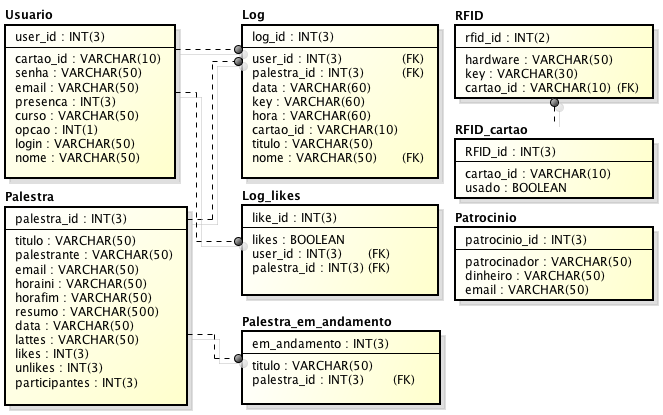 Usuario
user_id : INT(3)
cartao_id : VARCHAR(10)
senha : VARCHAR(50)
email : VARCHAR(50)
presenca : INT(3)
curso : VARCHAR(50)
opcao : INT(1)
login : VARCHAR(50)
nome : VARCHAR(50)
Palestra
palestra_id : INT(3)
titulo : VARCHAR(50)
palestrante : VARCHAR(50)
email : VARCHAR(50)
horaini : VARCHAR(50)
horafim : VARCHAR(50)
resumo : VARCHAR(500)
data : VARCHAR(50)
lattes : VARCHAR(50)
likes : INT(3)
unlikes : INT(3)
participantes : INT(3)
Log
log_id : INT(3)
user_id : INT(3) (FK)
palestra_id : INT(3) (FK)
data : VARCHAR(60)
key : VARCHAR(60)
hora : VARCHAR(60)
cartao_id : VARCHAR(10)
titulo : VARCHAR(50)
nome : VARCHAR(50) (FK)
Log_likes
like_id : INT(3)
likes : BOOLEAN
user_id : INT(3) (FK)
palestra_id : INT(3) (FK)
Palestra_em_andamento
em_andamento : INT(3)
titulo : VARCHAR(50)
palestra_id : INT(3) (FK)
RFID
rfid_id : INT(2)
hardware : VARCHAR(50)
key : VARCHAR(30)
cartao_id : VARCHAR(10) (FK)
RFID_cartao
RFID_id : INT(3)
cartao_id : VARCHAR(10)
usado : BOOLEAN
Patrocinio
patrocinio_id : INT(3)
patrocinador : VARCHAR(50)
dinheiro : VARCHAR(50)
email : VARCHAR(50)